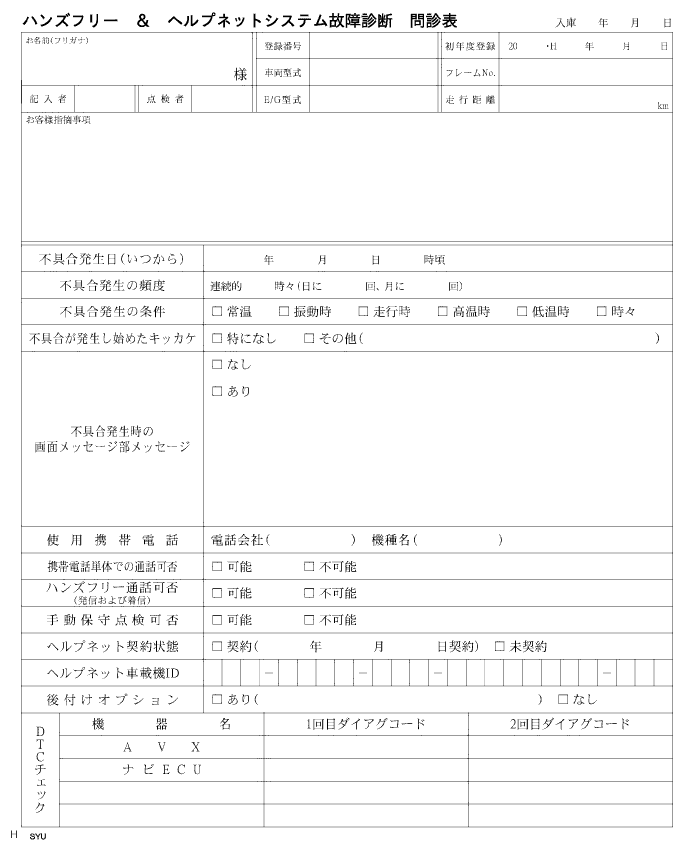 ハンズフリー ＆ ヘルプネットシステム故障診断 問診表 入庫 年 月 日
お名前(フリガナ) 様
登録番号 初年度登録 20 ・H 年 月 日
車両型式 フレームNo.
記入者 点検者 E/G型式 走行距離 km
お客様指摘事項
不具合発生日(いつから) 年 月 日 時頃
不具合発生の頻度 連続的 時々(日に 回、月に 回)
不具合発生の条件 □常温 □振動時 □走行時 □高温時 □低温時 □時々
不具合が発生し始めたキッカケ □特になし □その他( )
不具合発生時の
画面メッセージ部メッセージ
□なし
□あり
使用携帯電話 電話会社( ) 機種名( )
携帯電話単体での通話可否 □可能 □不可能
ハンズフリー通話可否
(発信および着信)
□可能 □不可能
手動保守点検可否 □可能 □不可能
ヘルプネット契約状態 □契約( 年 月 日契約) □未契約
ヘルプネット車載機ID － － － －
後付けオプション □あり( ) □なし
DTCチェック
機器名 1回目ダイアグコード 2回目ダイアグコード
AVX
ナビECU
H SYU